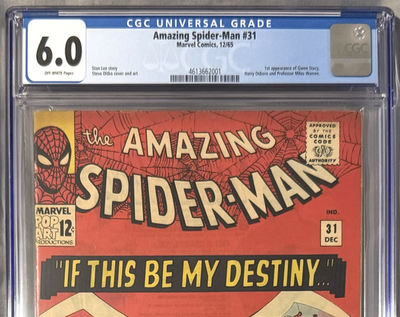 CGC UNIVERSAL GRADE
6.0
OFF-WHITE Pages
Amazing Spider-Man #31
Marvel Comics, 12/65
Stan Lee story
Steve Ditko cover and art
4613662001
1st appearance of Gwen Stacy,
Harry Osborn and Professor Miles Warren.
CGC
the AMAZING
SPIDER-MAN
APPROVED
BY THE
COMICS
CODE
AUTHORITY
MARVEL
POP
ART
PRODUCTIONS
12¢
IND.
31
DEC
"IF THIS BE MY DESTINY..."